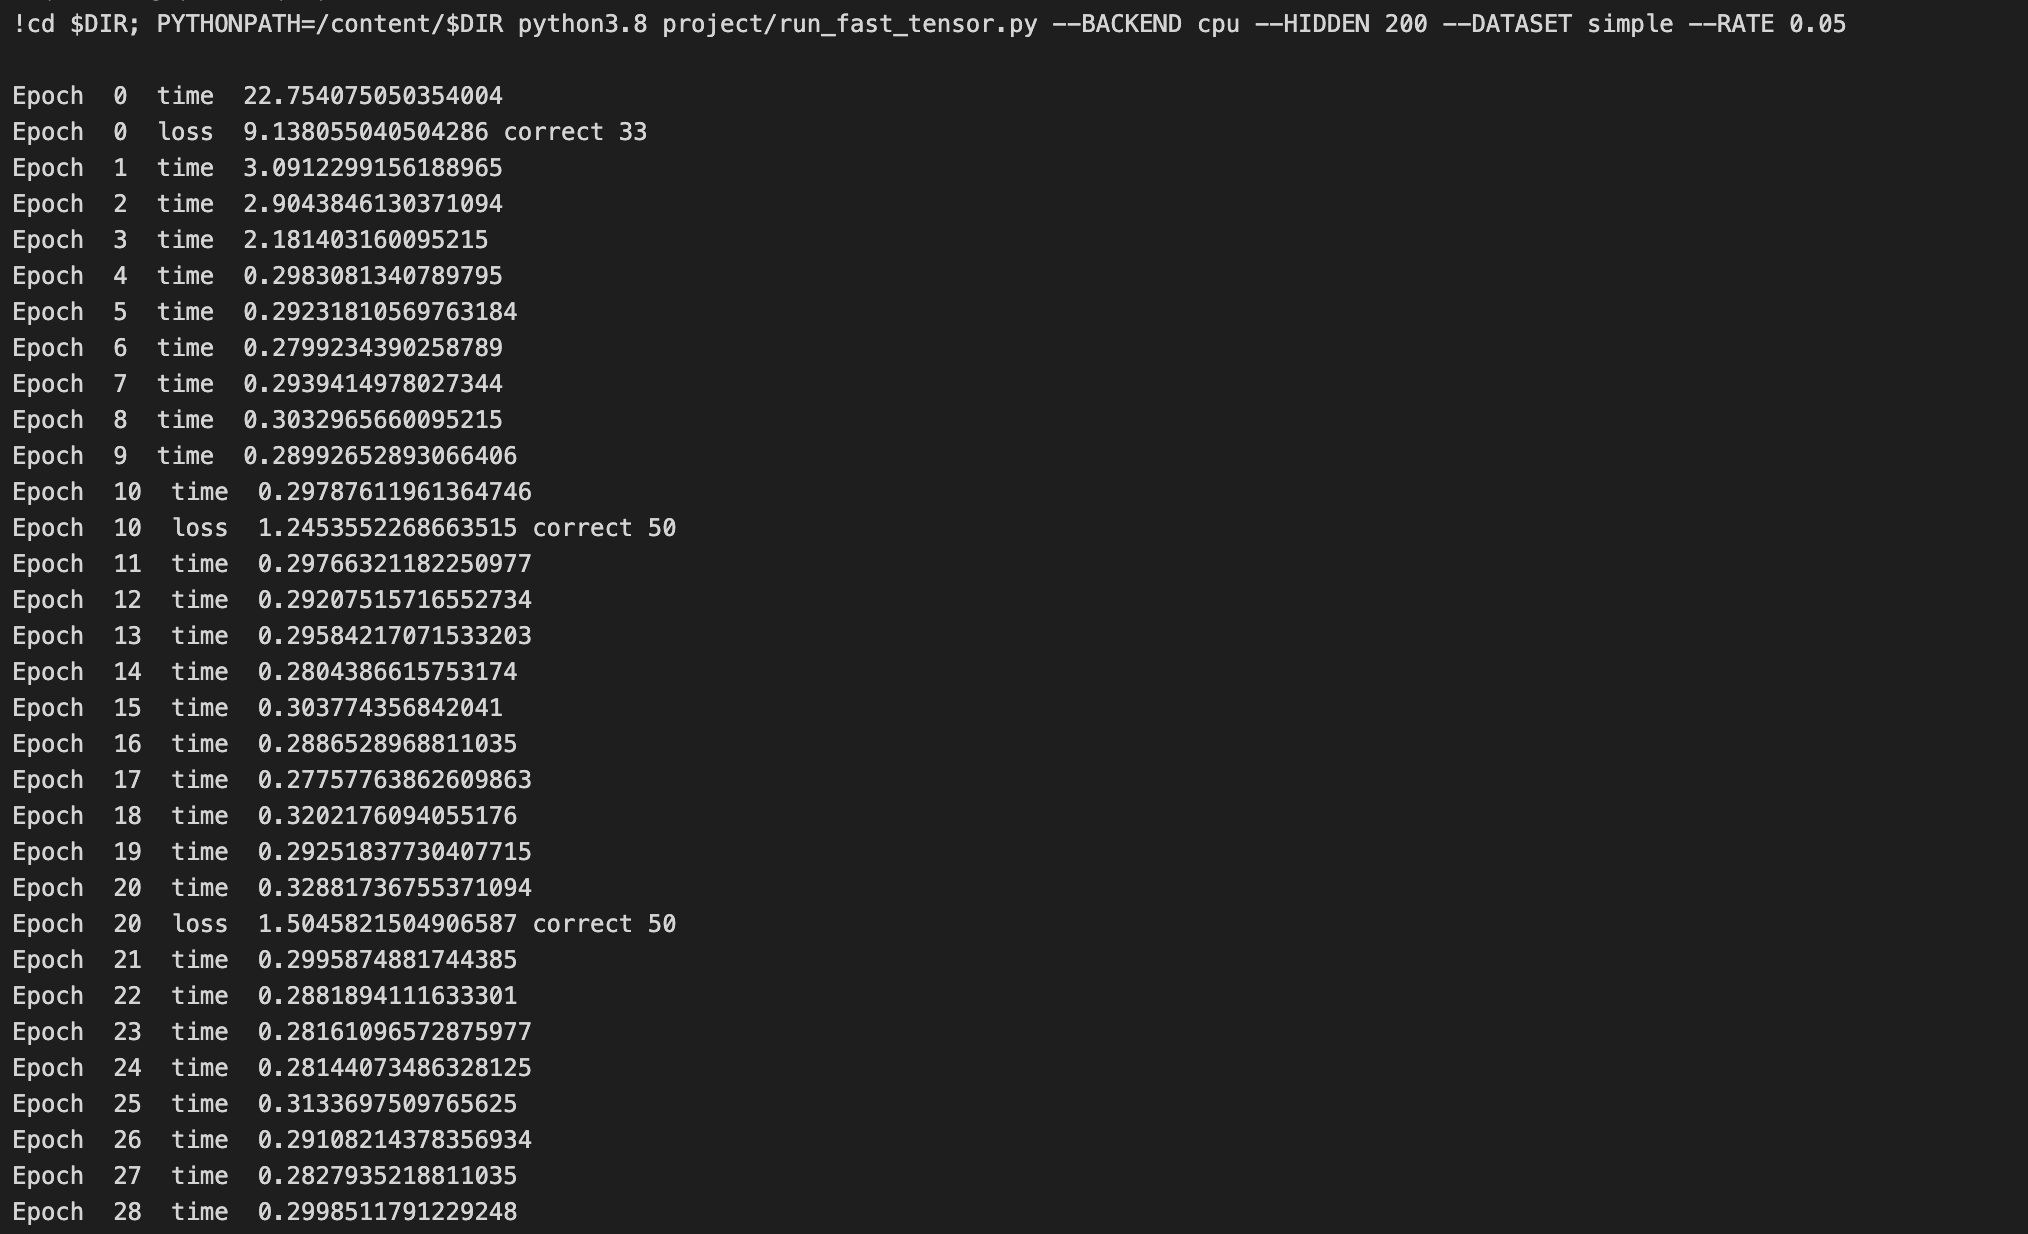 !cd $DIR; PYTHONPATH=/content/$DIR python3.8 project/run_fast_tensor.py --BACKEND cpu --HIDDEN 200 --DATASET simple --RATE 0.05
Epoch  0  time  22.754075050354004
Epoch  0  loss  9.138055040504286 correct 33
Epoch  1  time  3.0912299156188965
Epoch  2  time  2.9043846130371094
Epoch  3  time  2.181403160095215
Epoch  4  time  0.2983081340789795
Epoch  5  time  0.29231810569763184
Epoch  6  time  0.2799234390258789
Epoch  7  time  0.2939414978027344
Epoch  8  time  0.3032965660095215
Epoch  9  time  0.28992652893066406
Epoch  10  time  0.29787611961364746
Epoch  10  loss  1.2453552268663515 correct 50
Epoch  11  time  0.29766321182250977
Epoch  12  time  0.29207515716552734
Epoch  13  time  0.29584217071533203
Epoch  14  time  0.2804386615753174
Epoch  15  time  0.303774356842041
Epoch  16  time  0.2886528968811035
Epoch  17  time  0.27757763862609863
Epoch  18  time  0.3202176094055176
Epoch  19  time  0.29251837730407715
Epoch  20  time  0.32881736755371094
Epoch  20  loss  1.5045821504906587 correct 50
Epoch  21  time  0.2995874881744385
Epoch  22  time  0.2881894111633301
Epoch  23  time  0.28161096572875977
Epoch  24  time  0.28144073486328125
Epoch  25  time  0.3133697509765625
Epoch  26  time  0.29108214378356934
Epoch  27  time  0.2827935218811035
Epoch  28  time  0.2998511791229248